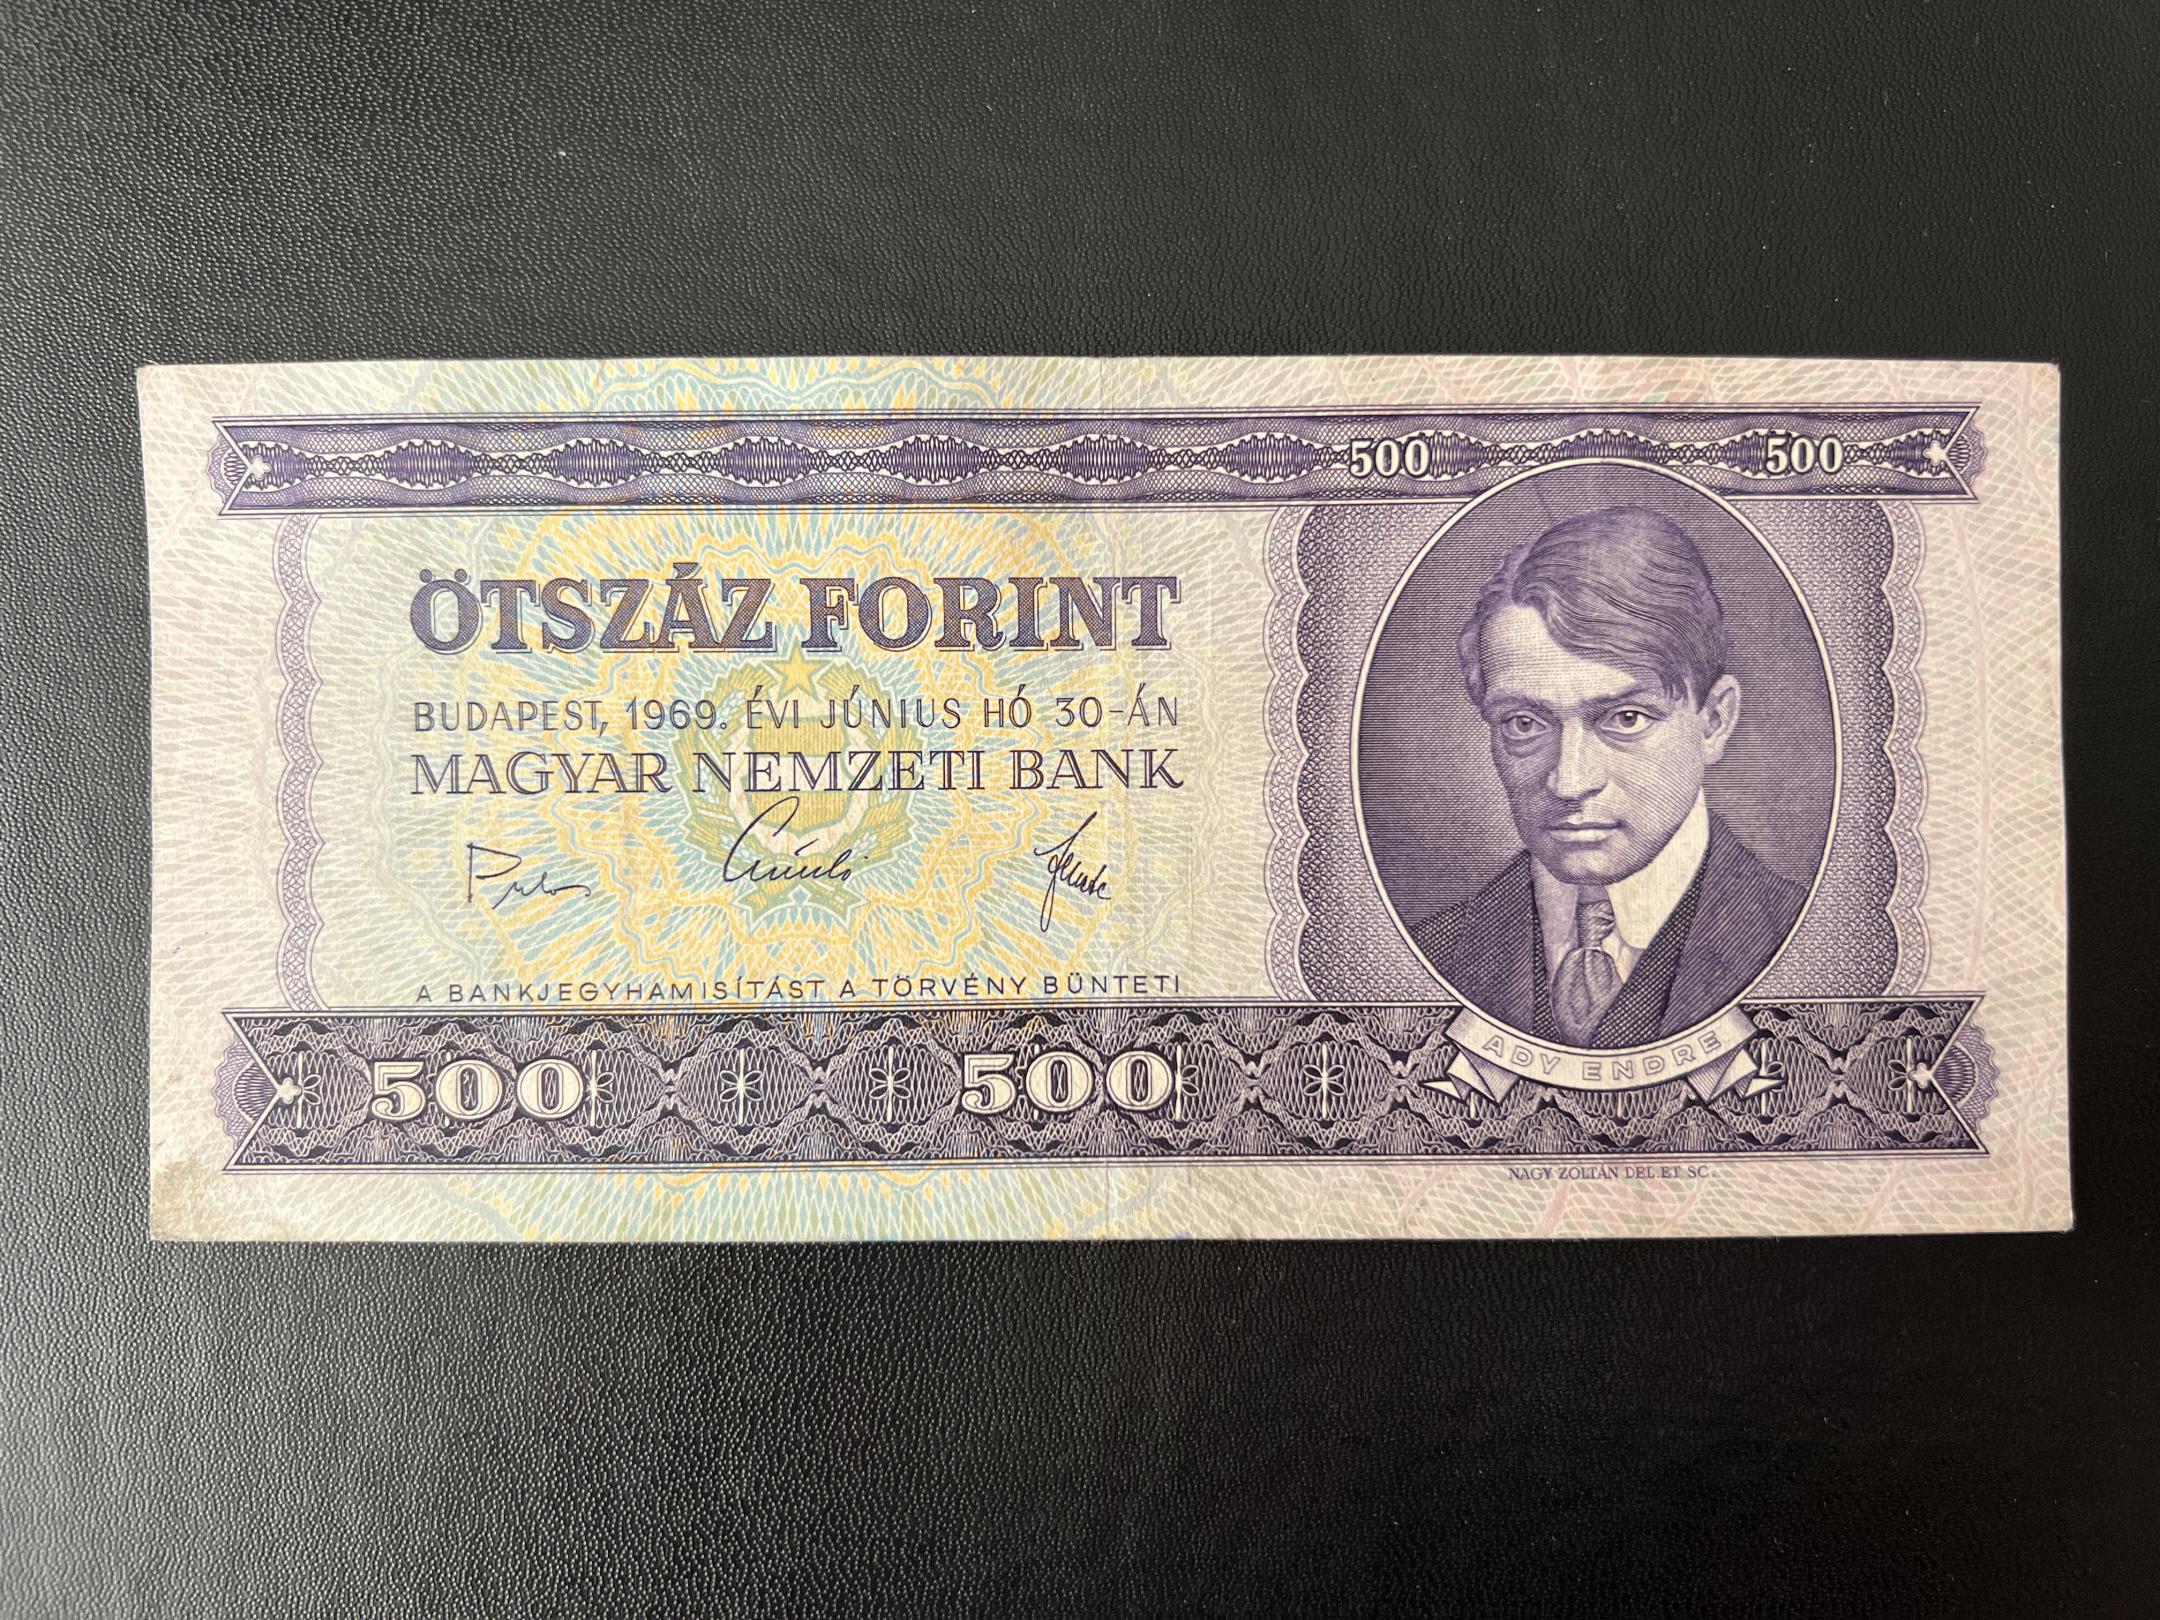 500 500
ÖTSZÁZ FORINT
BUDAPEST, 1969. ÉVI JÚNIUS HÓ 30-ÁN
MAGYAR NEMZETI BANK
A BANKJEGYHAMISÍTÁST A TÖRVÉNY BÜNTETI
500 500
ADY ENDRE
NAGY ZOLTÁN DEL. ET SC.